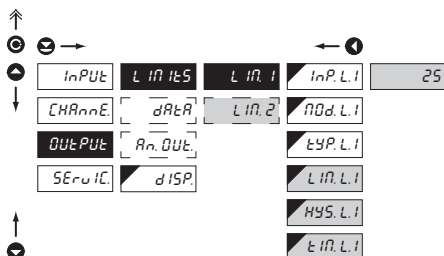 InPUt LIMItS LIM. 1 InP. L.1 25
CHAnnE. dAtA LIM. 2 MOd. L.1
OUtPUt An. OUt. tYP. L.1
SErvIC. dISP. LIM. L.1
HYS. L.1
tIM. L.1